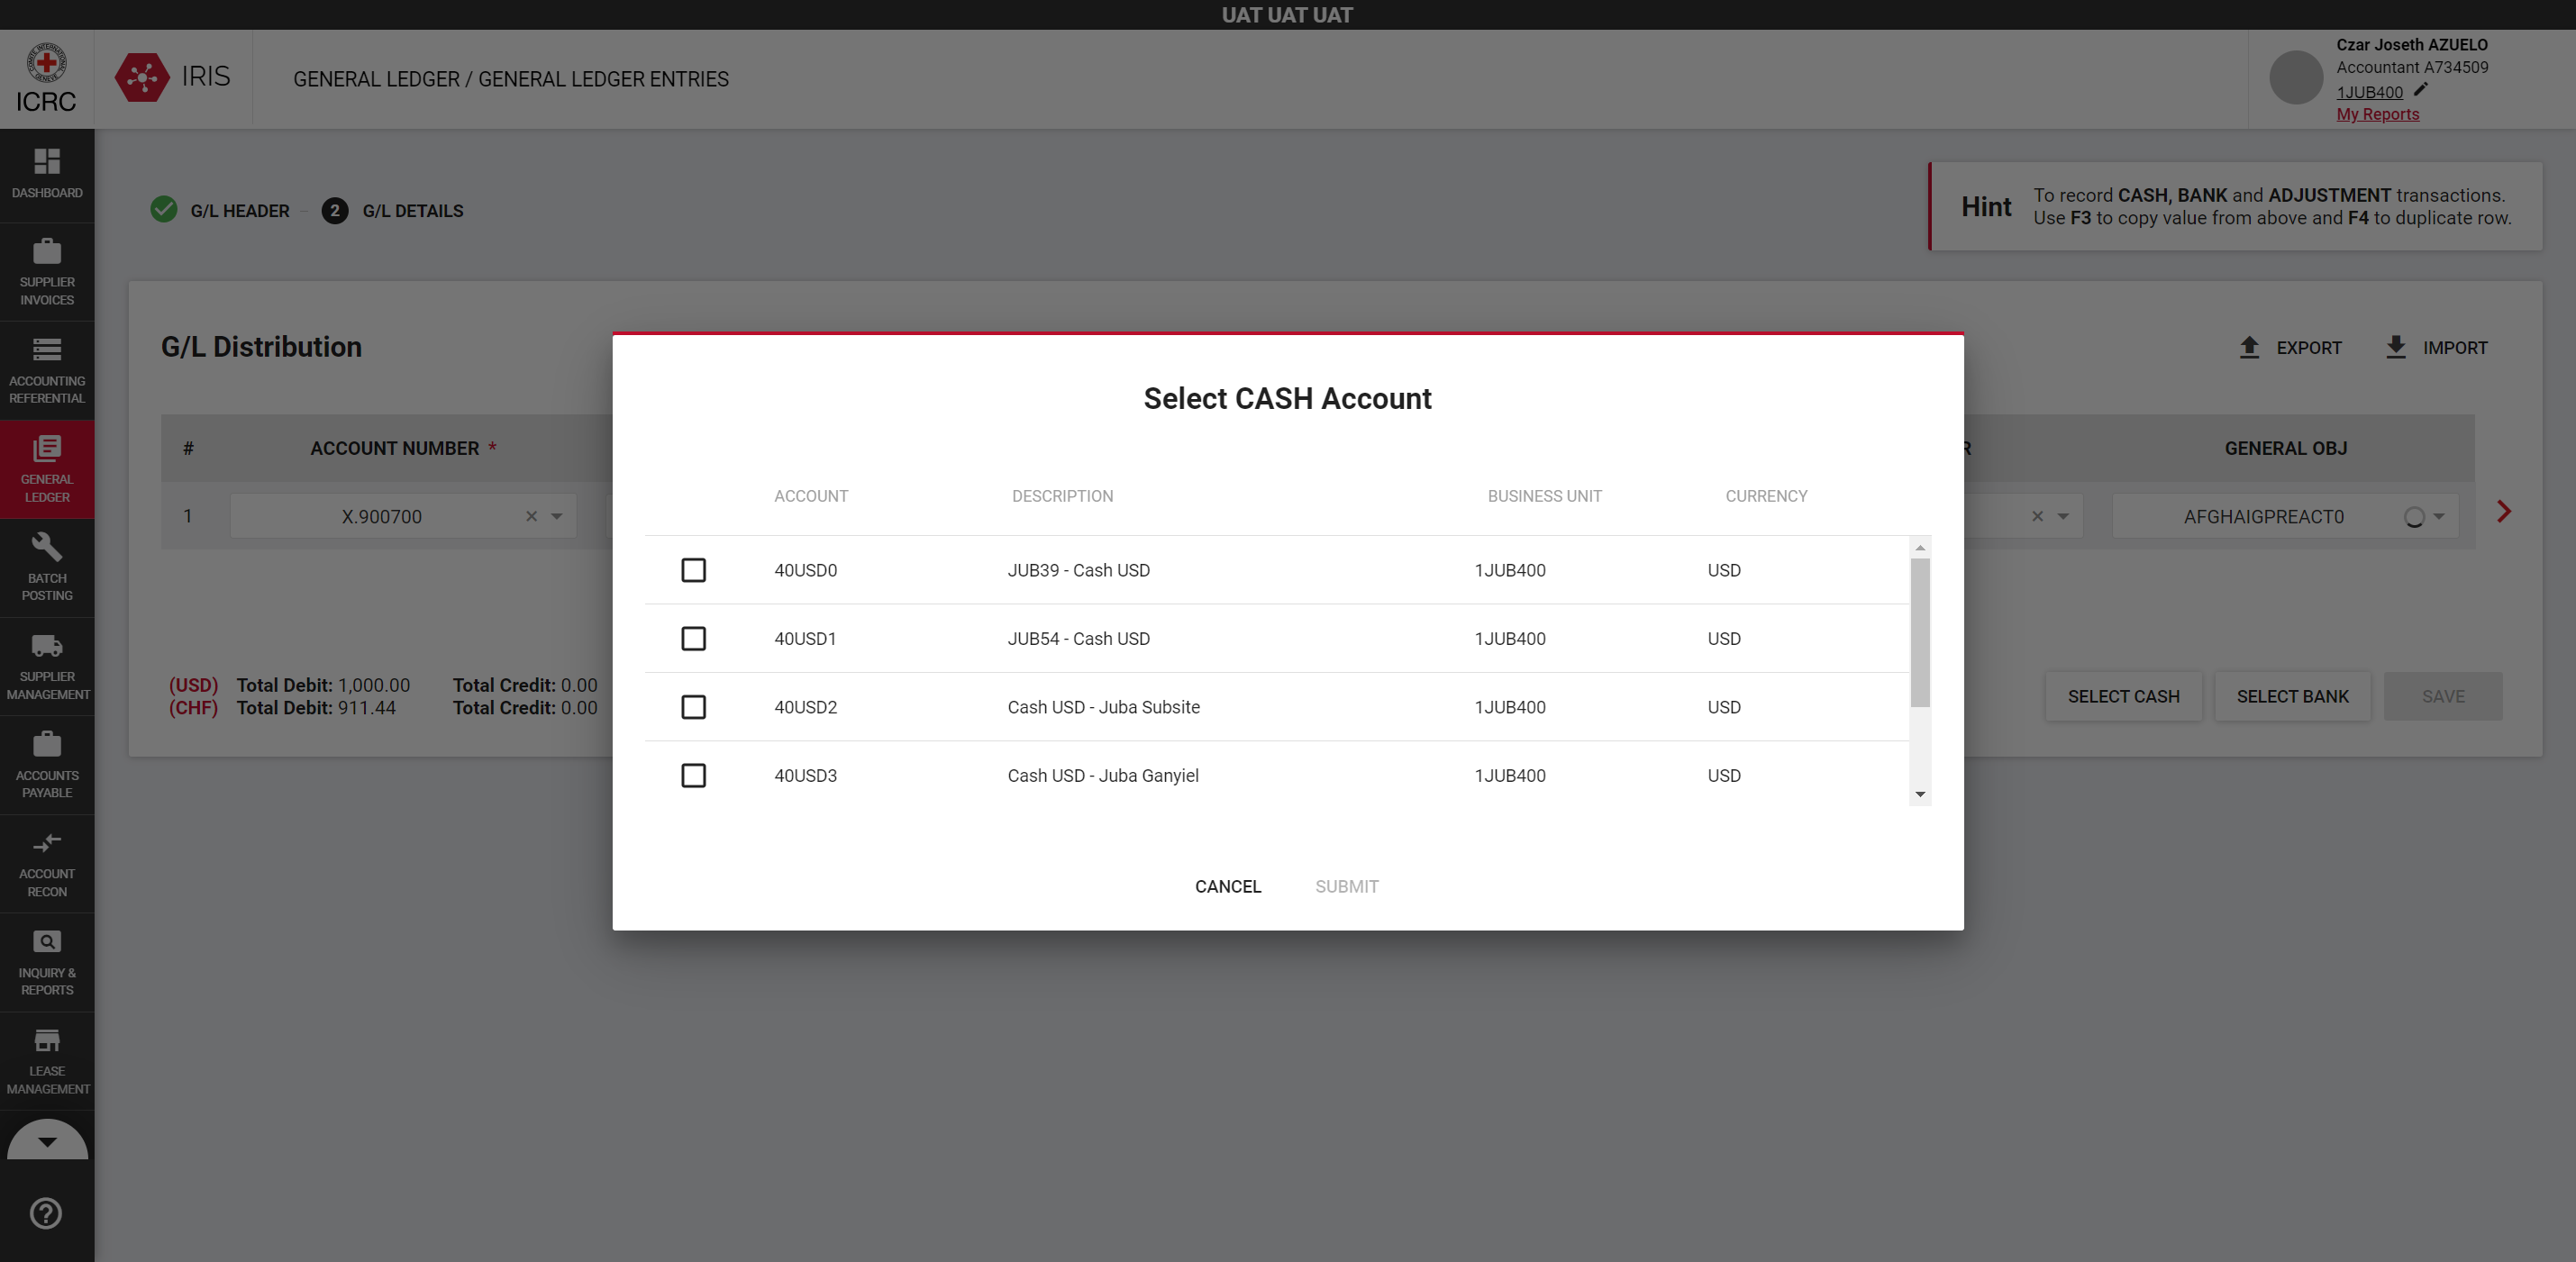 UAT UAT UAT
COMITE INTERNATIONAL GENEVE
ICRC
IRIS
GENERAL LEDGER / GENERAL LEDGER ENTRIES
Czar Joseth AZUELO
Accountant A734509
1JUB400
My Reports
DASHBOARD
SUPPLIER
INVOICES
ACCOUNTING
REFERENTIAL
GENERAL
LEDGER
BATCH
POSTING
SUPPLIER
MANAGEMENT
ACCOUNTS
PAYABLE
ACCOUNT
RECON
INQUIRY &
REPORTS
LEASE
MANAGEMENT
G/L HEADER
2 G/L DETAILS
Hint
To record CASH, BANK and ADJUSTMENT transactions.
Use F3 to copy value from above and F4 to duplicate row.
G/L Distribution
EXPORT IMPORT
# ACCOUNT NUMBER * R GENERAL OBJ
1 X.900700 AFGHAIGPREACT0
(USD) Total Debit: 1,000.00 Total Credit: 0.00
(CHF) Total Debit: 911.44 Total Credit: 0.00
SELECT CASH SELECT BANK SAVE
Select CASH Account
ACCOUNT DESCRIPTION BUSINESS UNIT CURRENCY
40USD0 JUB39 - Cash USD 1JUB400 USD
40USD1 JUB54 - Cash USD 1JUB400 USD
40USD2 Cash USD - Juba Subsite 1JUB400 USD
40USD3 Cash USD - Juba Ganyiel 1JUB400 USD
CANCEL SUBMIT